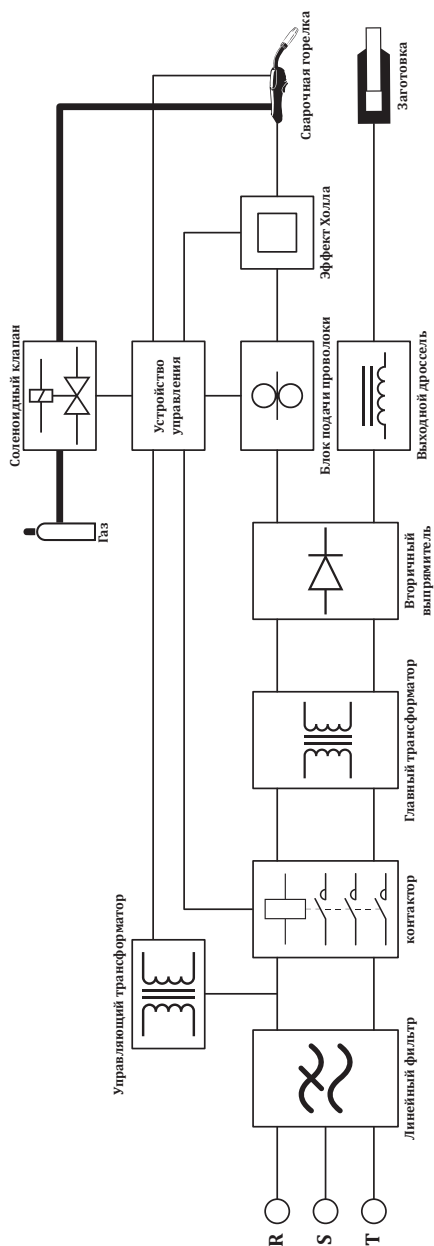 Газ
Соленоидный клапан
Управляющий трансформатор
Устройство
управления
Эффект Холла
Сварочная горелка
R
S
T
Линейный фильтр
контактор
Главный трансформатор
Вторичный
выпрямитель
Блок подачи проволоки
Выходной дроссель
Заготовка